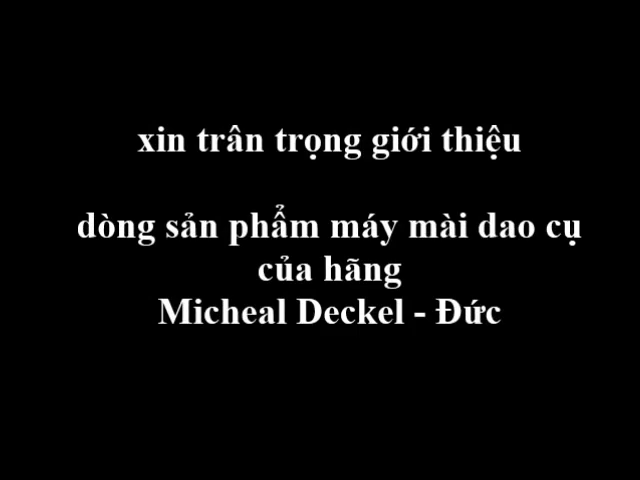 xin trân trọng giới thiệu
dòng sản phẩm máy mài dao cụ
của hãng
Micheal Deckel - Đức